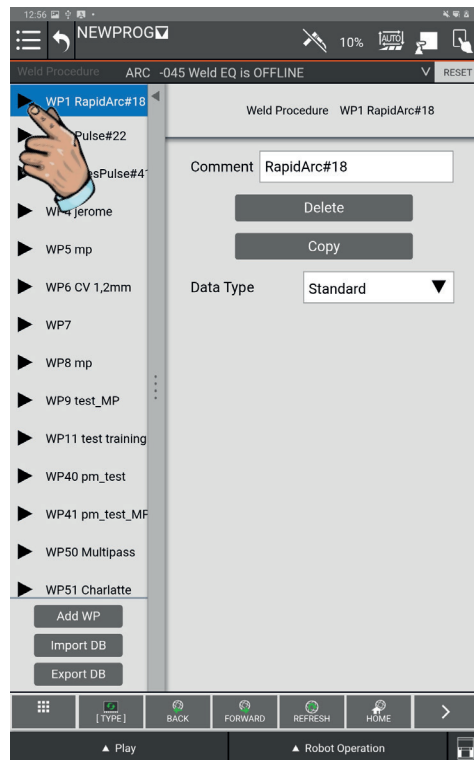 12:56
NEWPROG
10%
AUTO
Weld Procedure ARC -045 Weld EQ is OFFLINE
RESET
WP1 RapidArc#18
Weld Procedure WP1 RapidArc#18
Pulse#22
esPulse#4
Comment RapidArc#18
WP4 jerome
Delete
WP5 mp
Copy
WP6 CV 1,2mm
Data Type Standard
WP7
WP8 mp
WP9 test_MP
WP11 test training
WP40 pm_test
WP41 pm_test_MP
WP50 Multipass
WP51 Charlatte
Add WP
Import DB
Export DB
[ TYPE ] BACK FORWARD REFRESH HOME
Play Robot Operation